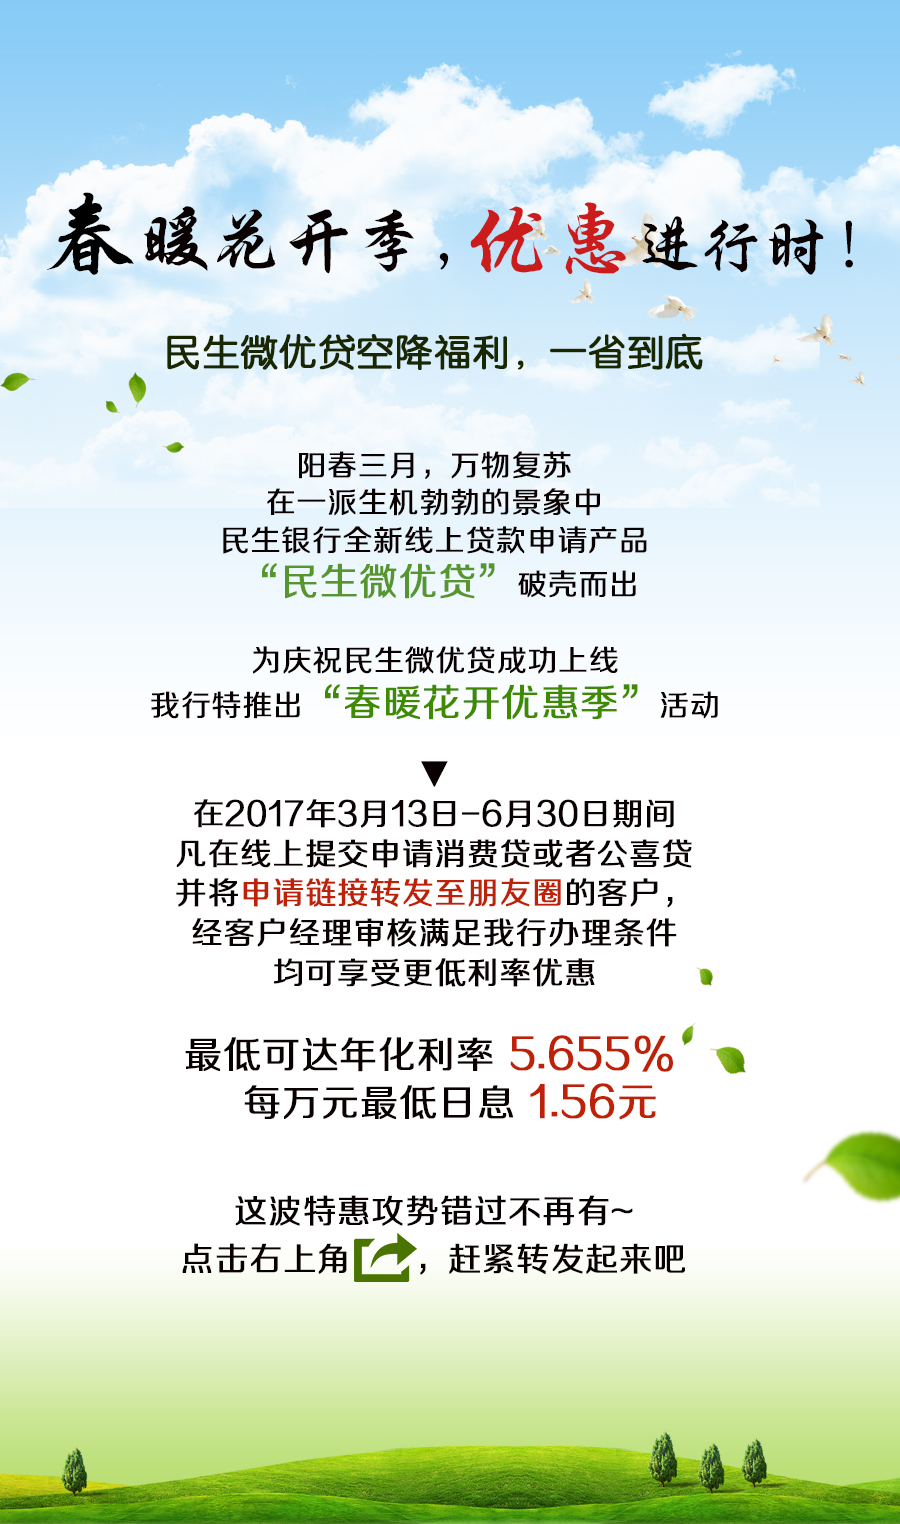 春暖花开季，优惠进行时！
民生微优贷空降福利，一省到底
阳春三月，万物复苏
在一派生机勃勃的景象中
民生银行全新线上贷款申请产品
“民生微优贷”破壳而出
为庆祝民生微优贷成功上线
我行特推出“春暖花开优惠季”活动
在2017年3月13日-6月30日期间
凡在线上提交申请消费贷或者公喜贷
并将申请链接转发至朋友圈的客户，
经客户经理审核满足我行办理条件
均可享受更低利率优惠
最低可达年化利率 5.655%
每万元最低日息 1.56元
这波特惠攻势错过不再有~
点击右上角，赶紧转发起来吧